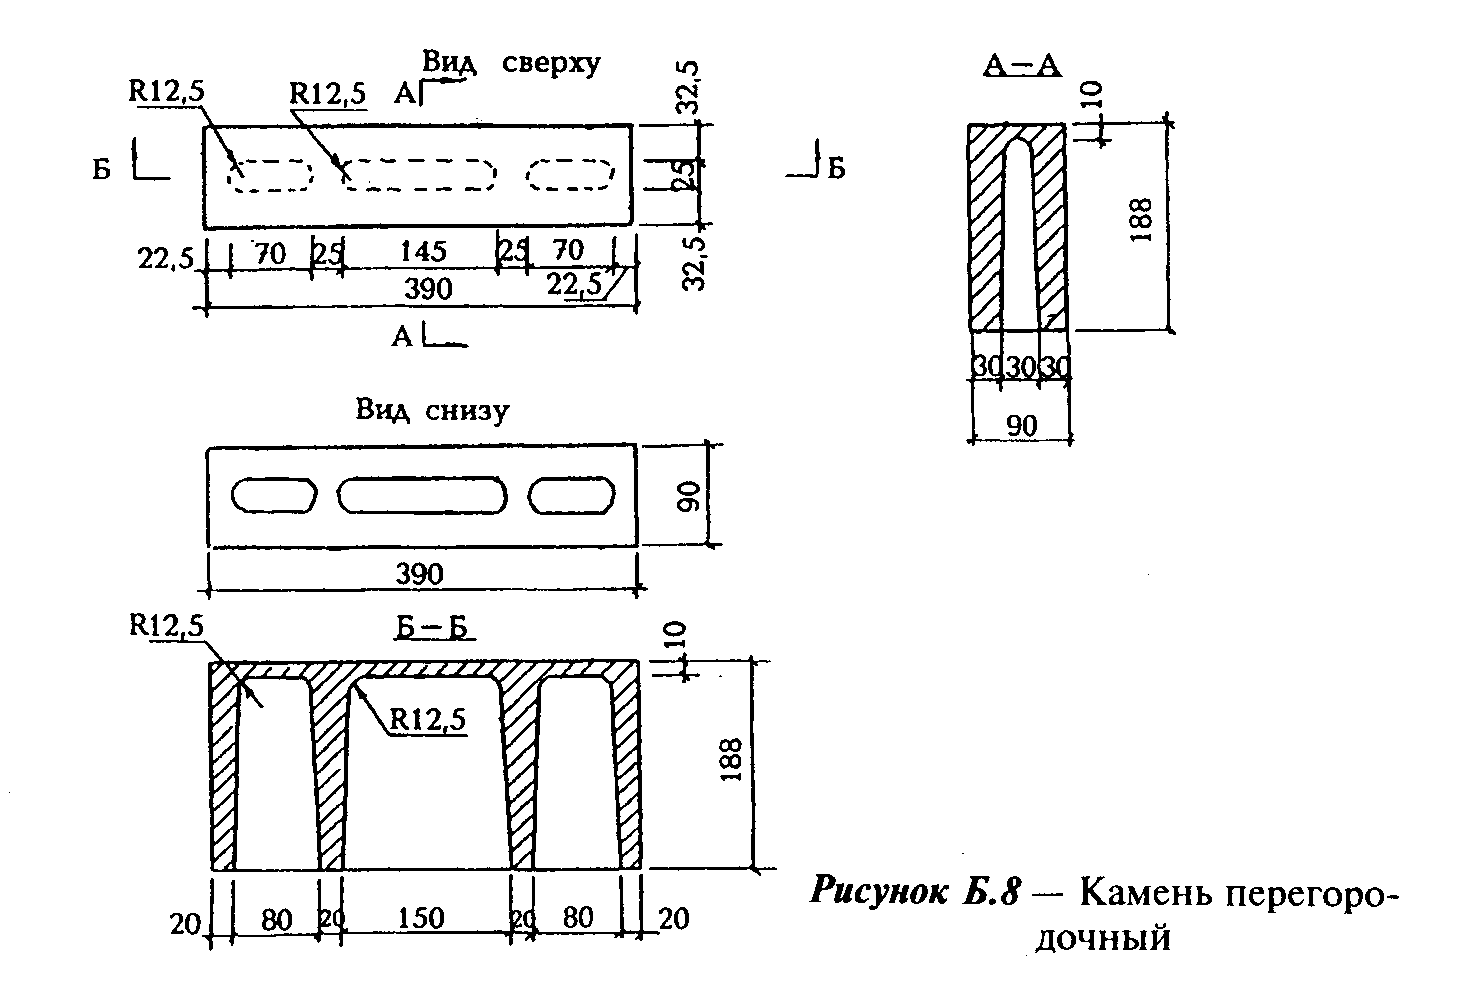 Вид сверху
А–А
R12,5
R12,5
А
32,5
10
Б
Б
25
188
22,5
70
25
145
25
70
22,5
32,5
390
А
30
30
30
90
Вид снизу
90
390
R12,5
Б–Б
10
R12,5
188
20
80
20
150
20
80
20
Рисунок Б.8 — Камень перегоро-
дочный